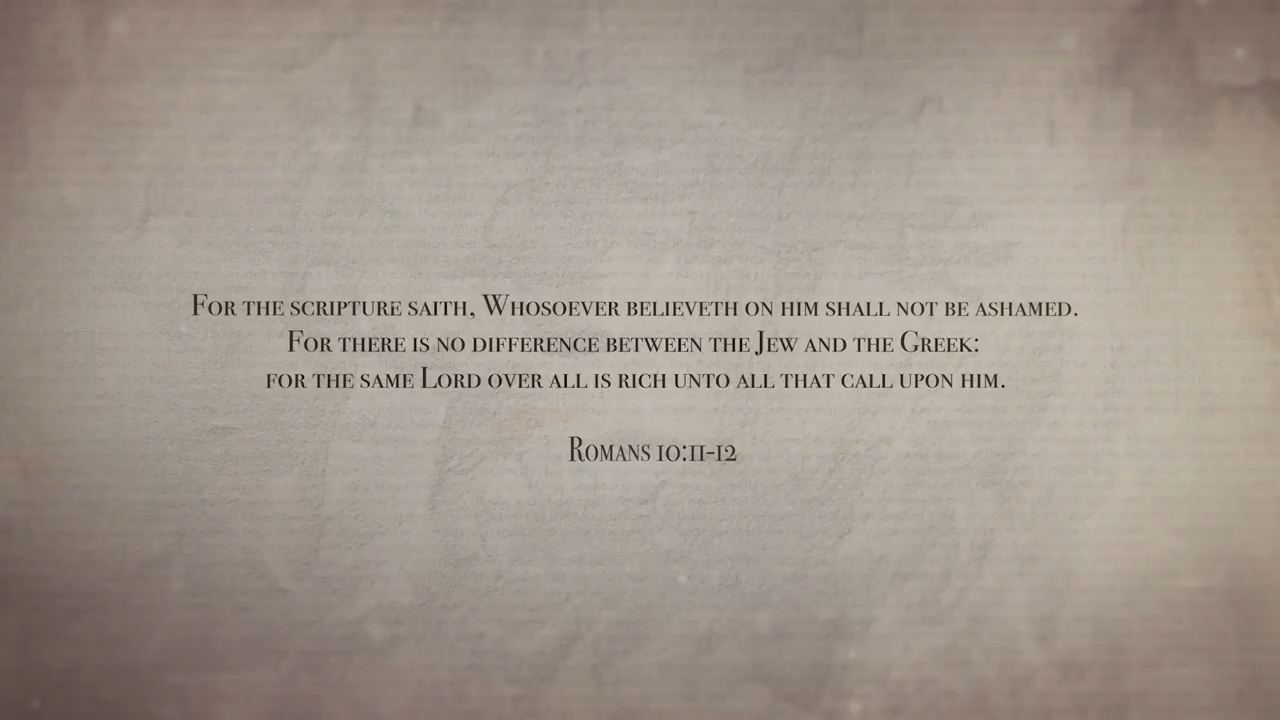 For the scripture saith, Whosoever believeth on him shall not be ashamed.
For there is no difference between the Jew and the Greek:
for the same Lord over all is rich unto all that call upon him.
Romans 10:11-12